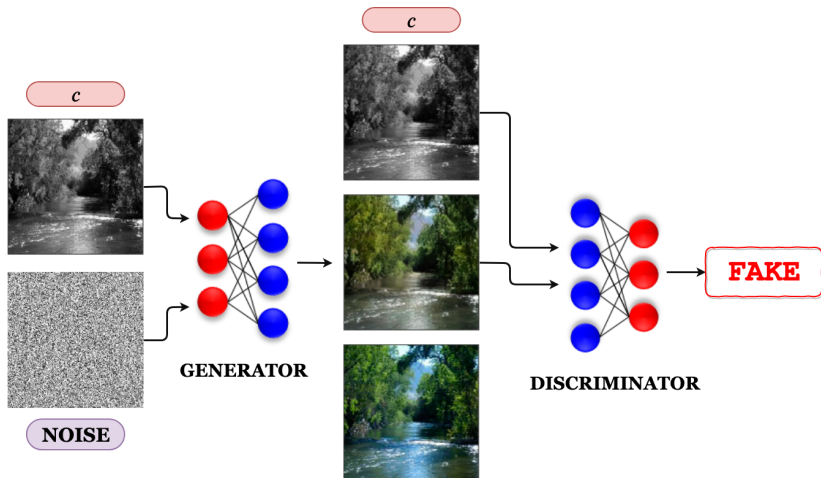 c
c
GENERATOR
NOISE
DISCRIMINATOR
FAKE